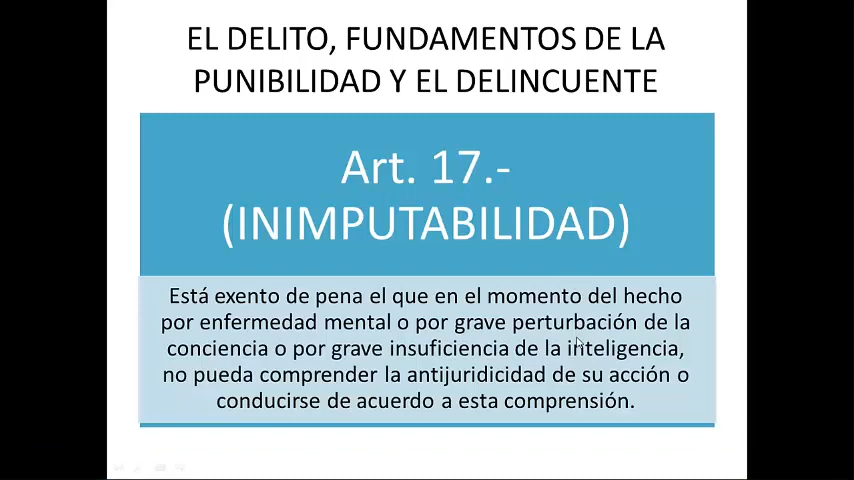 EL DELITO, FUNDAMENTOS DE LA
PUNIBILIDAD Y EL DELINCUENTE
Art. 17.-
(INIMPUTABILIDAD)
Está exento de pena el que en el momento del hecho
por enfermedad mental o por grave perturbación de la
conciencia o por grave insuficiencia de la inteligencia,
no pueda comprender la antijuridicidad de su acción o
conducirse de acuerdo a esta comprensión.